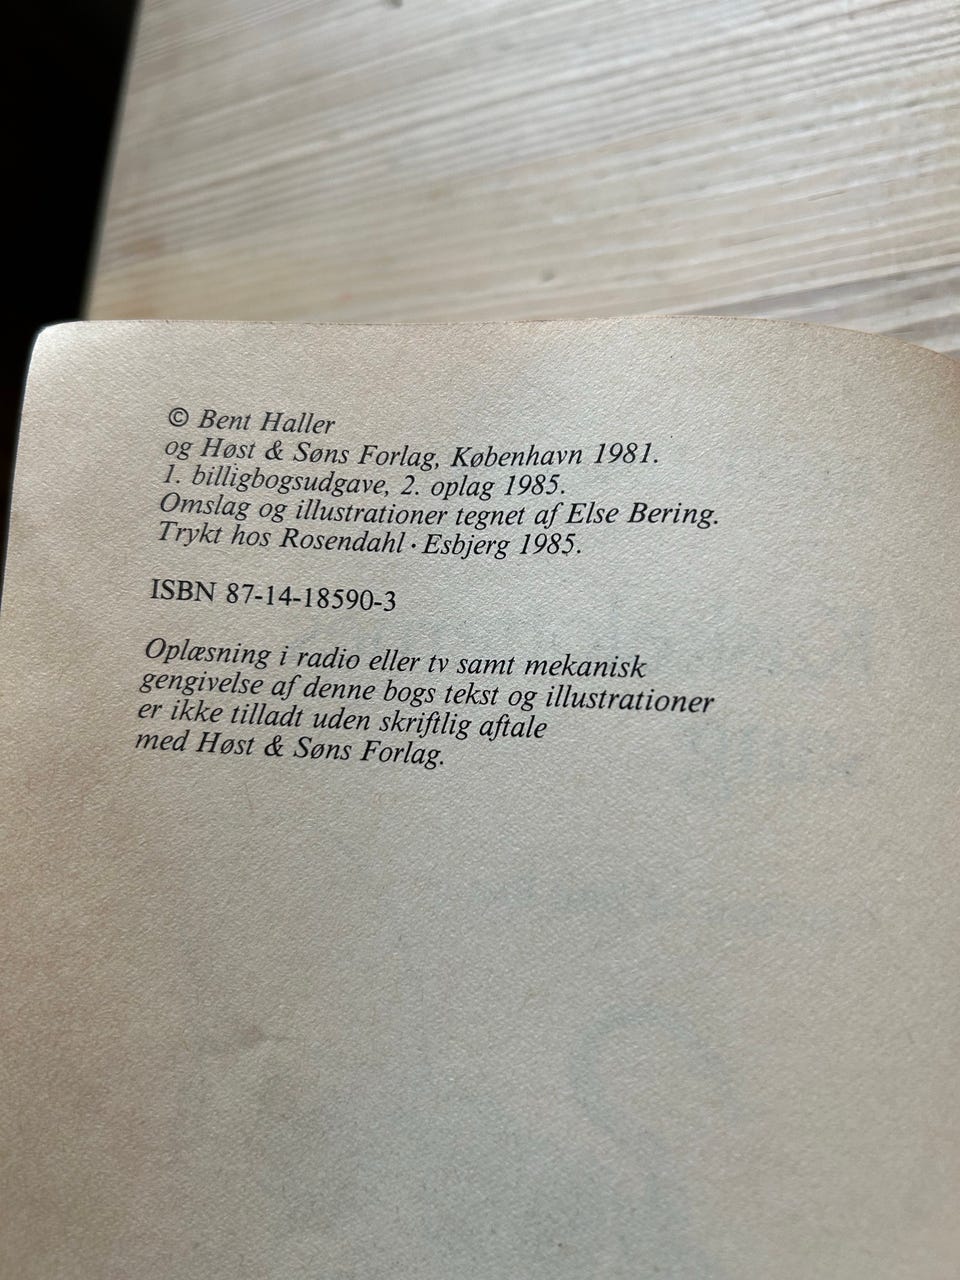 © Bent Haller
og Høst & Søns Forlag, København 1981.
1. billigbogsudgave, 2. oplag 1985.
Omslag og illustrationer tegnet af Else Bering.
Trykt hos Rosendahl · Esbjerg 1985.
ISBN 87-14-18590-3
Oplæsning i radio eller tv samt mekanisk
gengivelse af denne bogs tekst og illustrationer
er ikke tilladt uden skriftlig aftale
med Høst & Søns Forlag.